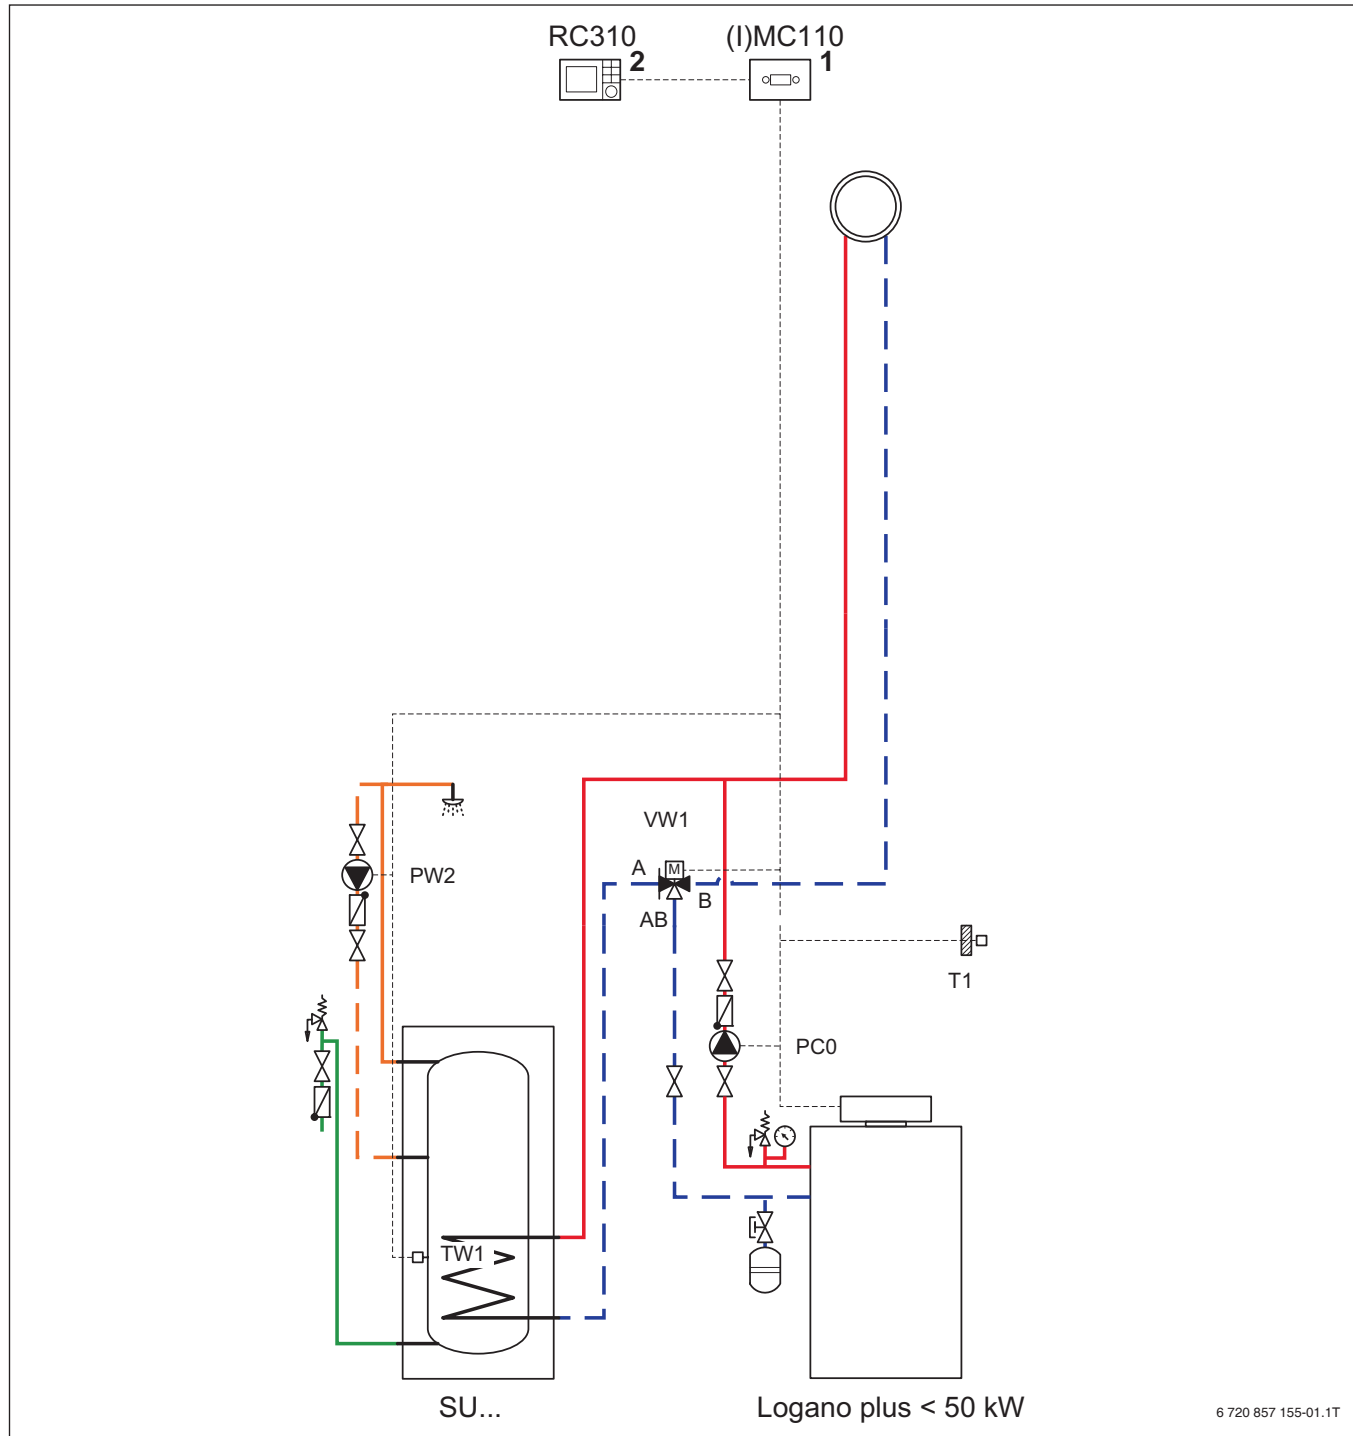 RC310
(I)MC110
2
1
VW1
M
A
PW2
B
AB
T1
PC0
TW1
SU...
Logano plus < 50 kW
6 720 857 155-01.1T